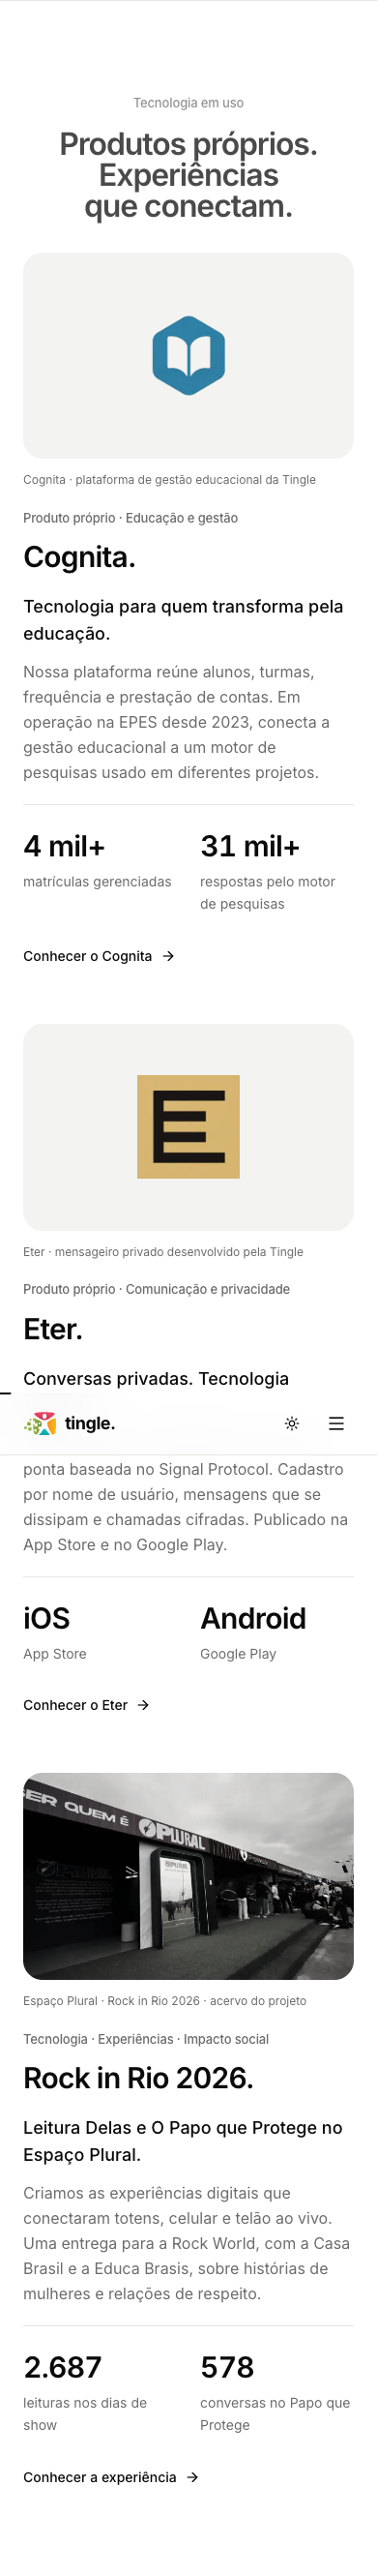 Tecnologia em uso
Produtos próprios.
Experiências
que conectam.
Cognita · plataforma de gestão educacional da Tingle
Produto próprio · Educação e gestão
Cognita.
Tecnologia para quem transforma pela
educação.
Nossa plataforma reúne alunos, turmas,
frequência e prestação de contas. Em
operação na EPES desde 2023, conecta a
gestão educacional a um motor de
pesquisas usado em diferentes projetos.
4 mil+
matrículas gerenciadas
31 mil+
respostas pelo motor
de pesquisas
Conhecer o Cognita →
E
Eter · mensageiro privado desenvolvido pela Tingle
Produto próprio · Comunicação e privacidade
Eter.
Conversas privadas. Tecnologia
tingle.
ponta baseada no Signal Protocol. Cadastro
por nome de usuário, mensagens que se
dissipam e chamadas cifradas. Publicado na
App Store e no Google Play.
iOS
App Store
Android
Google Play
Conhecer o Eter →
SER QUEM É
PLURAL
PLURAL
Espaço Plural · Rock in Rio 2026 · acervo do projeto
Tecnologia · Experiências · Impacto social
Rock in Rio 2026.
Leitura Delas e O Papo que Protege no
Espaço Plural.
Criamos as experiências digitais que
conectaram totens, celular e telão ao vivo.
Uma entrega para a Rock World, com a Casa
Brasil e a Educa Brasis, sobre histórias de
mulheres e relações de respeito.
2.687
leituras nos dias de
show
578
conversas no Papo que
Protege
Conhecer a experiência →